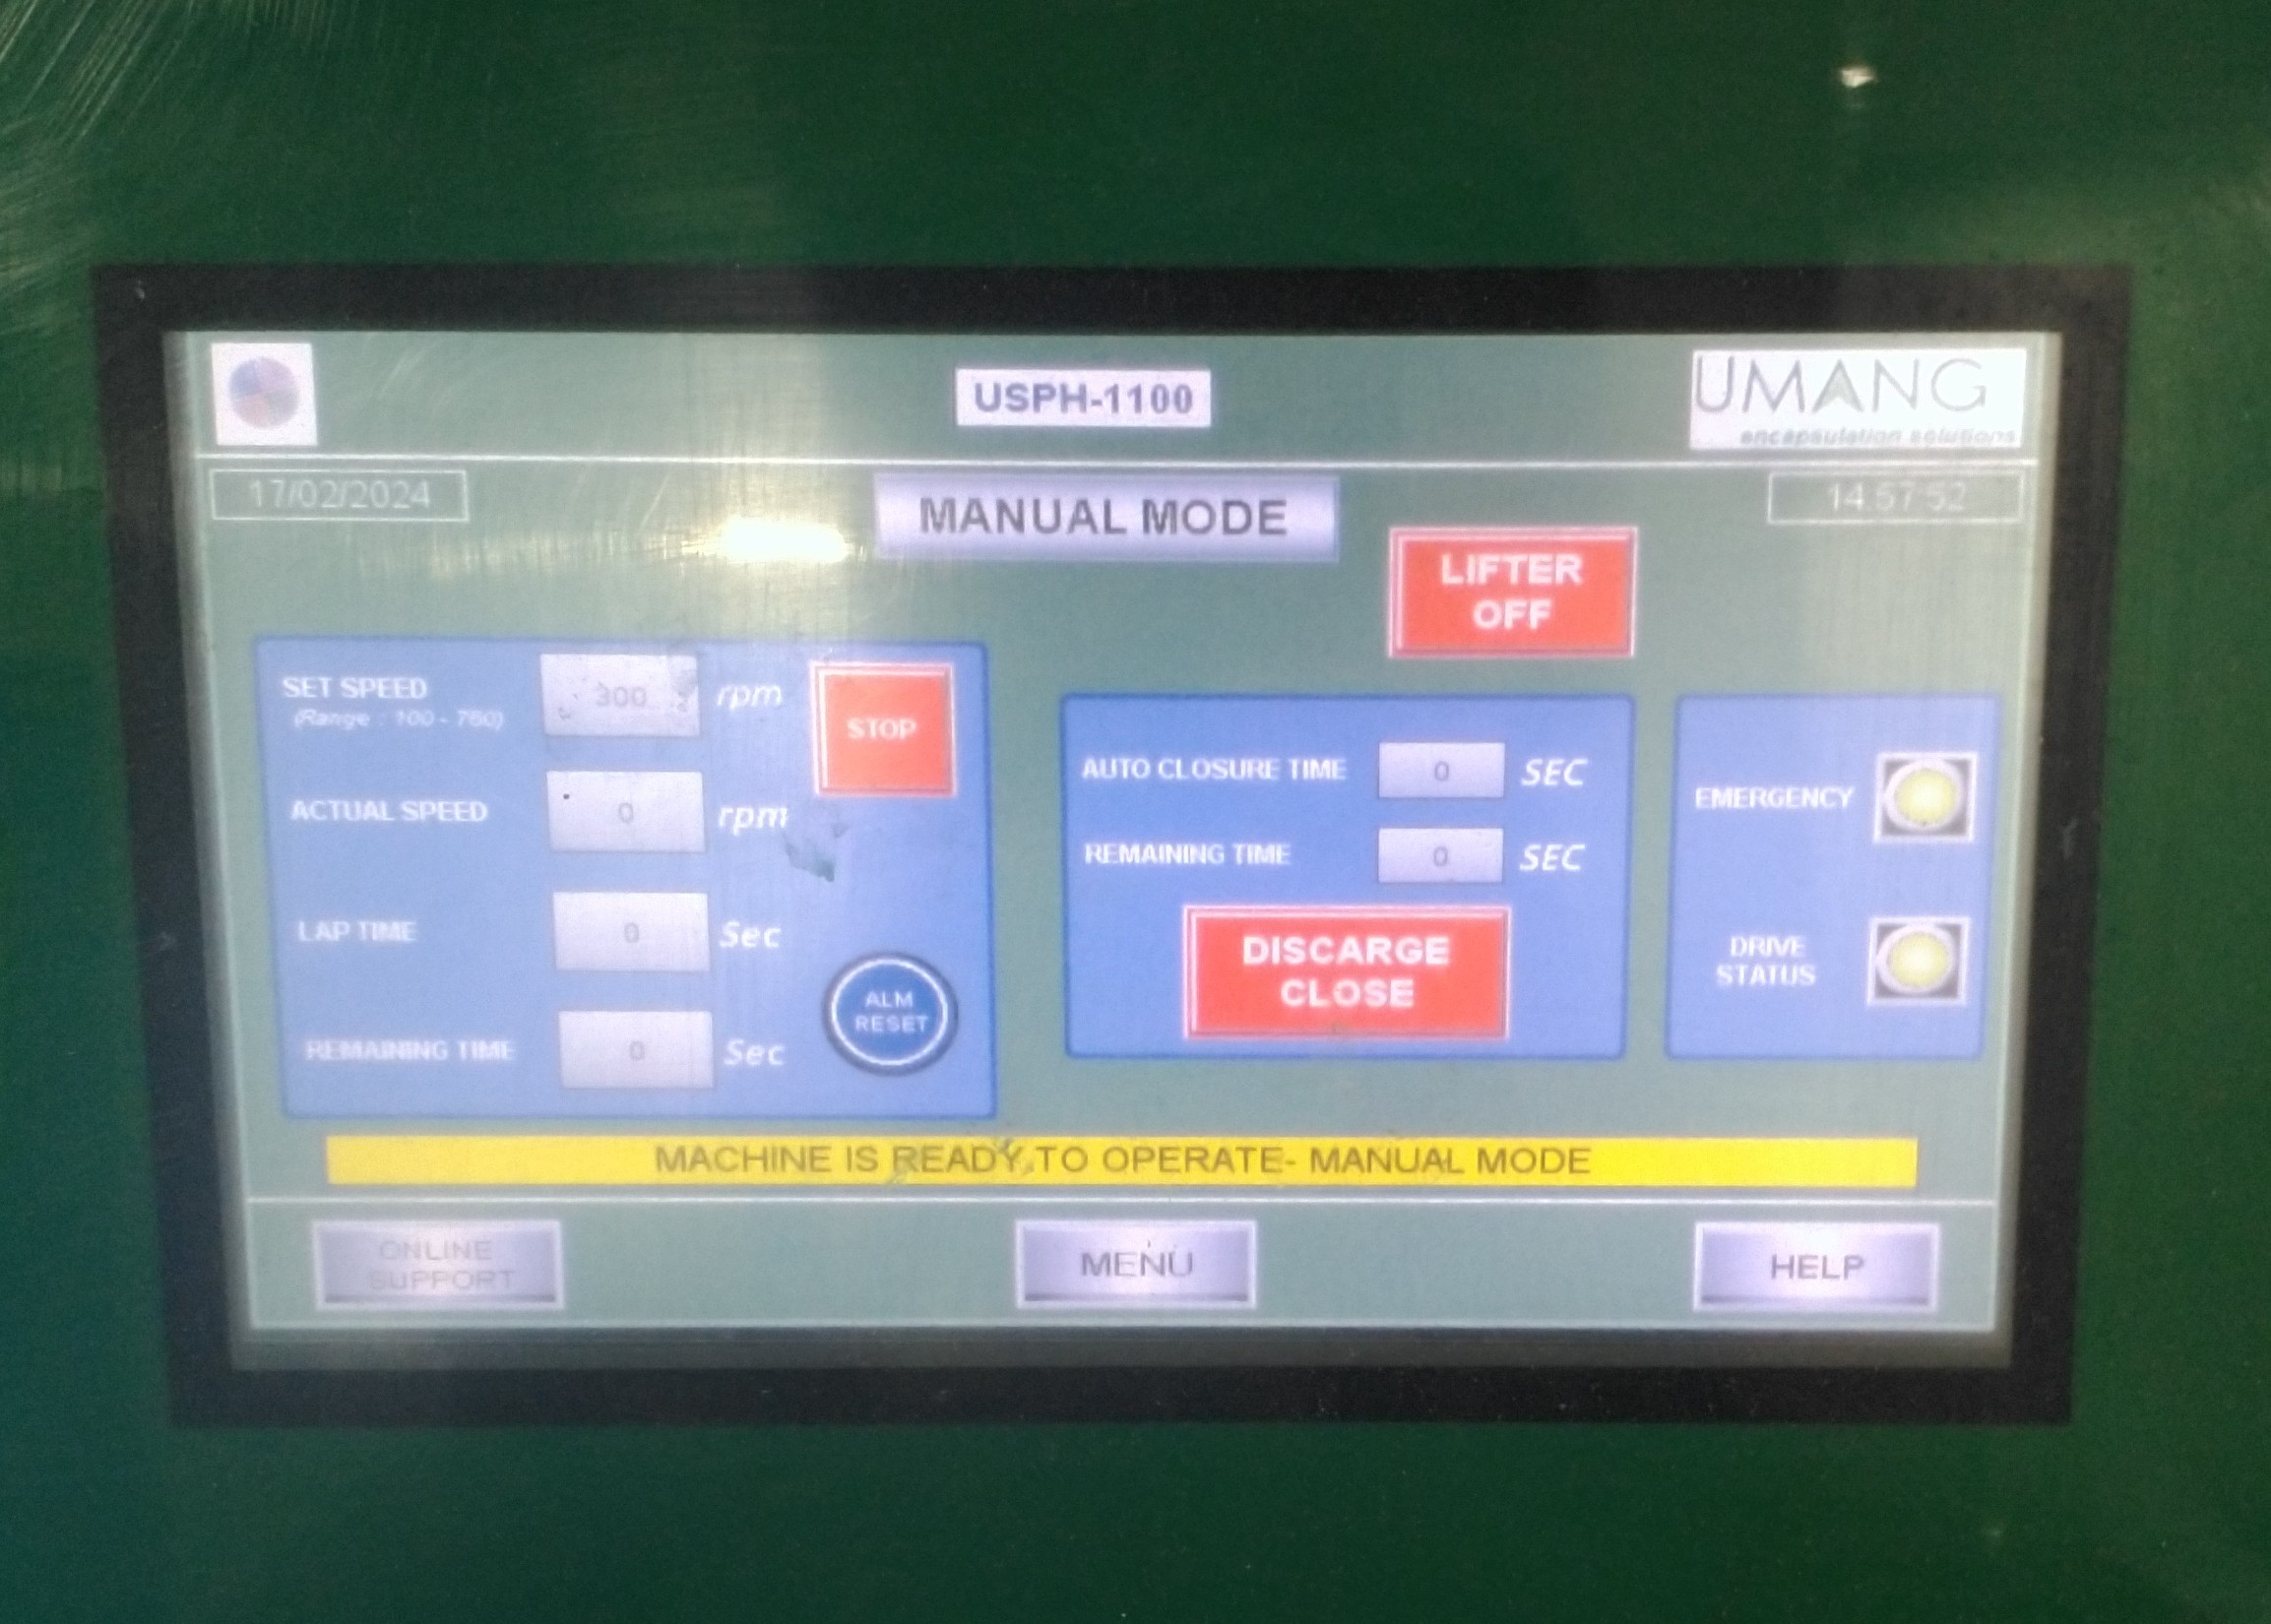 USPH-1100
UMANG
encapsulation solutions
17/02/2024
MANUAL MODE
14:57:52
LIFTER
OFF
SET SPEED
300 rpm
(Range : 100 - 750)
STOP
ACTUAL SPEED 0 rpm
LAP TIME 0 Sec
REMAINING TIME 0 Sec
ALM
RESET
AUTO CLOSURE TIME 0 SEC
REMAINING TIME 0 SEC
DISCARGE
CLOSE
EMERGENCY
DRIVE
STATUS
MACHINE IS READY TO OPERATE- MANUAL MODE
ONLINE
SUPPORT
MENU
HELP